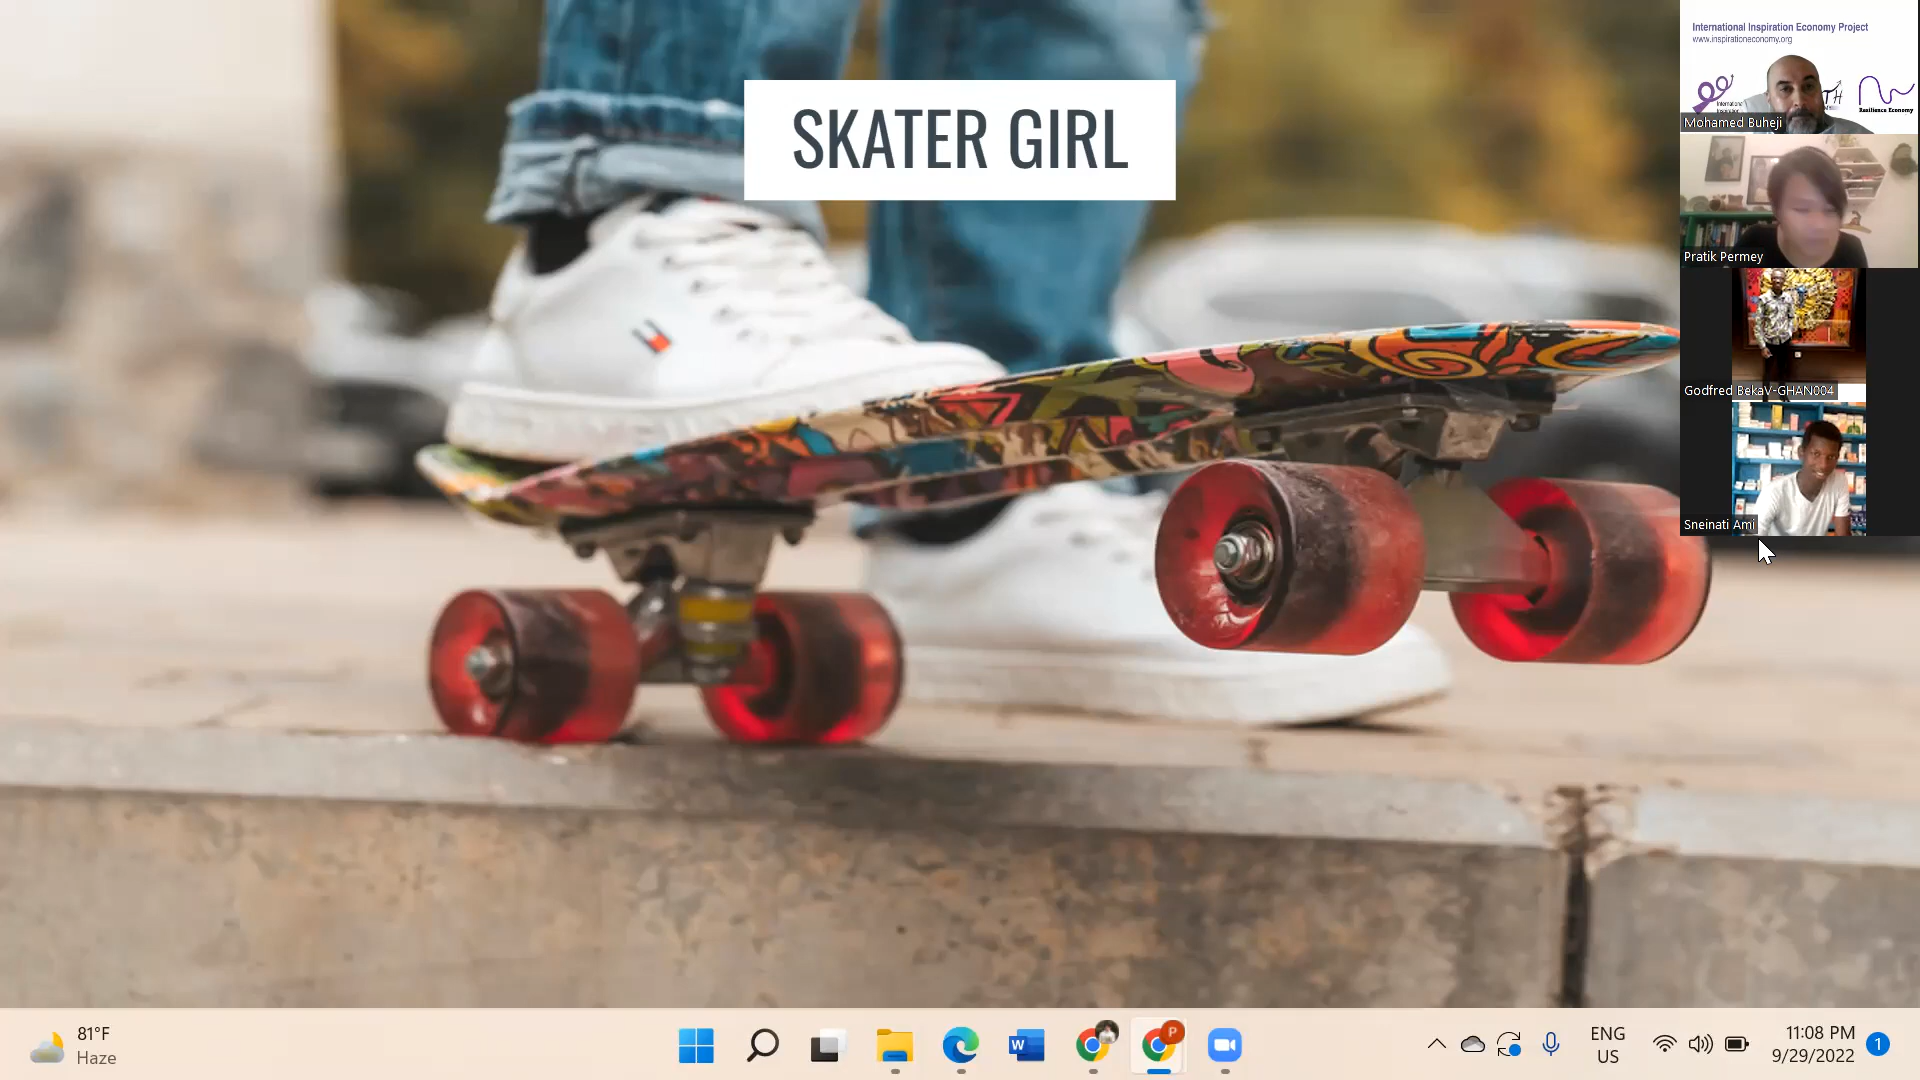 SKATER GIRL
International Inspiration Economy Project
www.inspirationeconomy.org
Resilience Economy
Mohamed Buheji
Pratik Permey
Godfred BekaV-GHAN004
Sneinati Ami
81°F
Haze
W
P
ENG
US
11:08 PM
9/29/2022
1